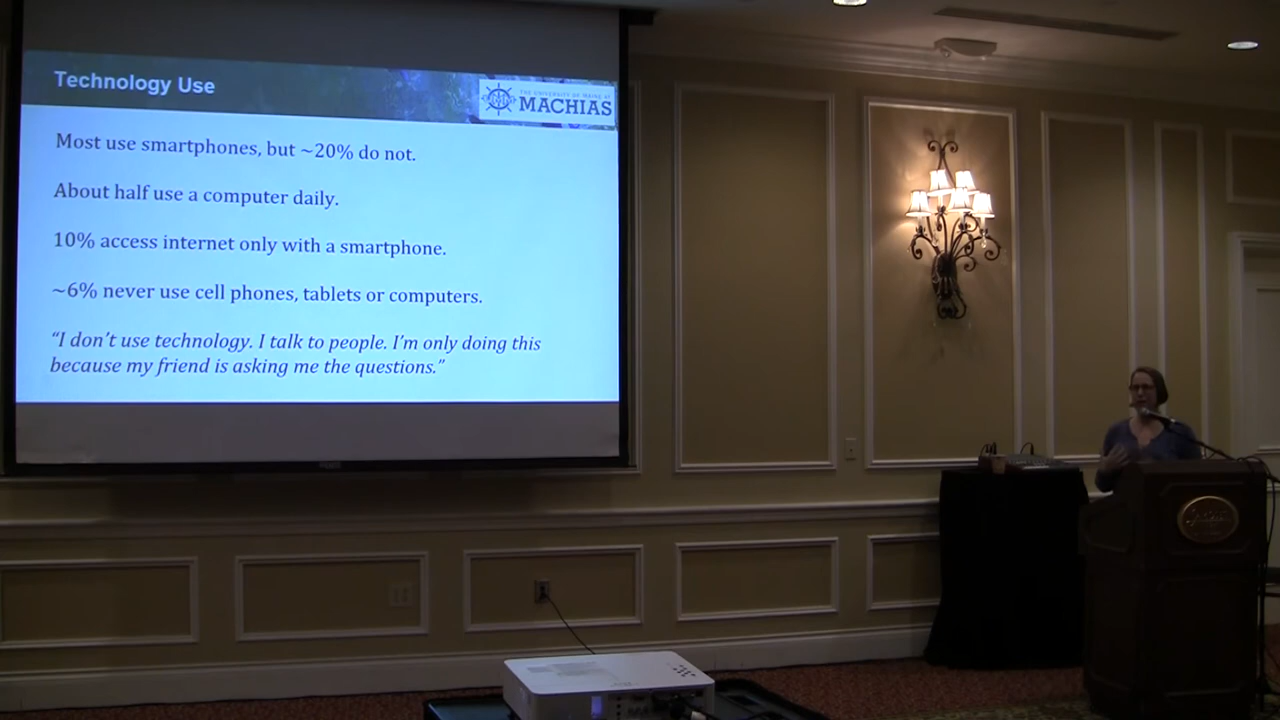 Technology Use
THE UNIVERSITY OF MAINE AT
MACHIAS
Most use smartphones, but ~20% do not.
About half use a computer daily.
10% access internet only with a smartphone.
~6% never use cell phones, tablets or computers.
“I don’t use technology. I talk to people. I’m only doing this
because my friend is asking me the questions.”